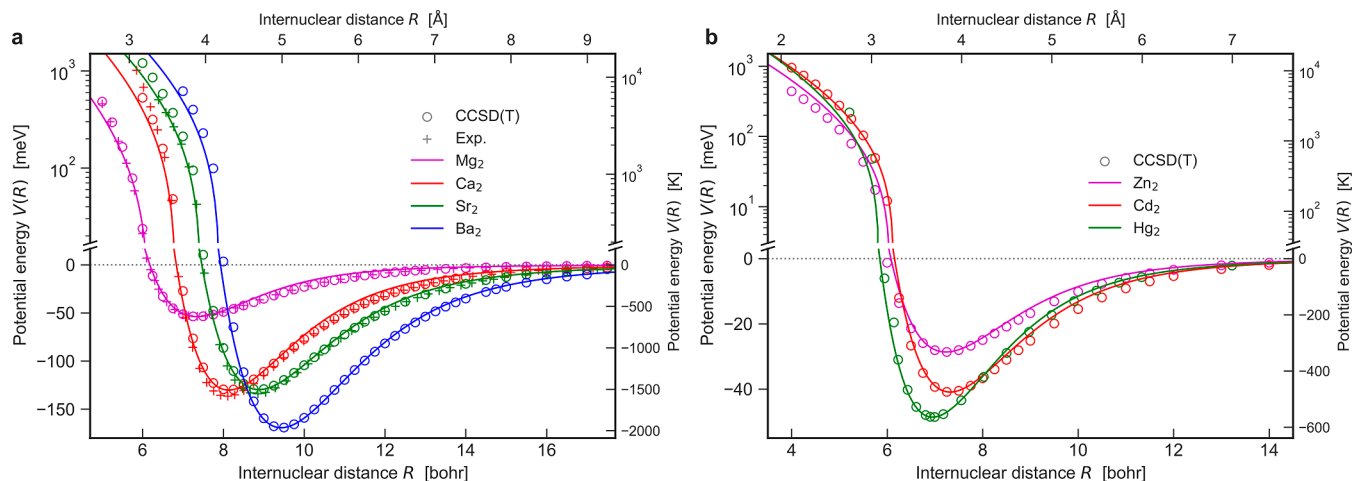 Internuclear distance R [Å]
a
3 4 5 6 7 8 9
10³
10²
0
−50
−100
−150
Potential energy V(R) [meV]
CCSD(T)
Exp.
Mg₂
Ca₂
Sr₂
Ba₂
10⁴
10³
0
−500
−1000
−1500
−2000
Potential energy V(R) [K]
6 8 10 12 14 16
Internuclear distance R [bohr]
Internuclear distance R [Å]
b
2 3 4 5 6 7
10³
10²
10¹
0
−20
−40
Potential energy V(R) [meV]
CCSD(T)
Zn₂
Cd₂
Hg₂
10⁴
10³
10²
0
−200
−400
−600
Potential energy V(R) [K]
4 6 8 10 12 14
Internuclear distance R [bohr]